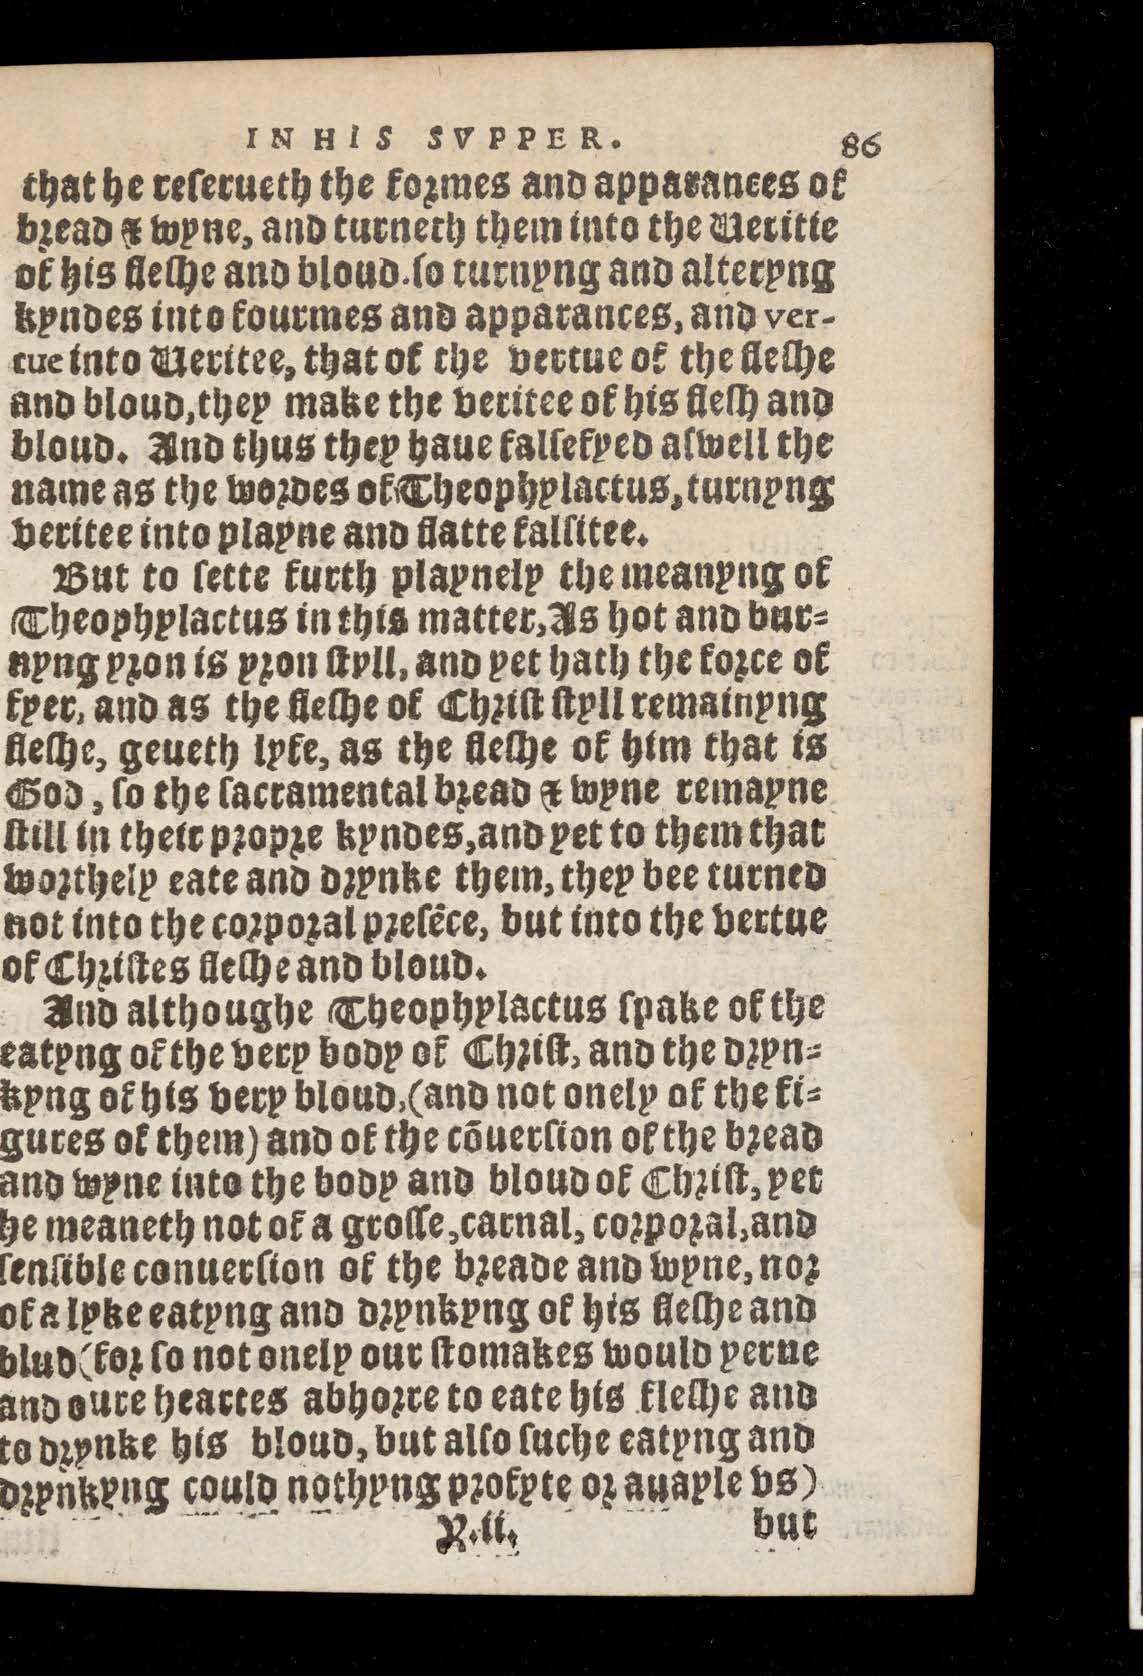 IN HIS SVPPER. 86
that he reſerueth the formes and apparances of
bread & wyne, and turneth them into the Ueritie
of his fleſhe and bloud. ſo turnyng and alteryng
kyndes into fourmes and apparances, and ver-
tue into Ueritee, that of the vertue of the fleſhe
and bloud, they make the veritee of his fleſh and
bloud. And thus they haue falſefyed aſwell the
name as the wordes of Theophylactus, turnyng
veritee into playne and flatte falſitee.
But to ſette furth playnely the meanyng of
Theophylactus in this matter, As hot and bur-
nyng yron is yron ſtyll, and yet hath the force of
fyer, and as the fleſhe of Chriſt ſtyll remainyng
fleſhe, geueth lyfe, as the fleſhe of him that is
God, ſo the ſacramental bread & wyne remayne
ſtill in their propre kyndes, and yet to them that
worthely eate and drynke them, they bee turned
not into the corporal preſẽce, but into the vertue
of Chriſtes fleſhe and bloud.
And althoughe Theophylactus ſpake of the
eatyng of the very body of Chriſt, and the dryn-
kyng of his very bloud, (and not onely of the fi-
gures of them) and of the cõuerſion of the bread
and wyne into the body and bloud of Chriſt, yet
he meaneth not of a groſſe, carnal, corporal, and
ſenſible conuerſion of the breade and wyne, nor
of a lyke eatyng and drynkyng of his fleſhe and
blud (for ſo not onely our ſtomakes would yerne
and oure heartes abhorre to eate his fleſhe and
to drynke his bloud, but alſo ſuche eatyng and
drynkyng could nothyng profyte or auayle vs)
Y.ii. but